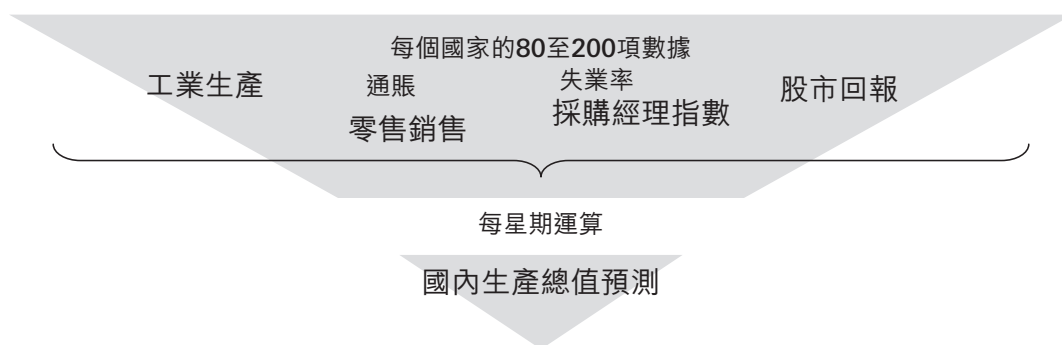 每個國家的80至200項數據
工業生產
通賬
失業率
股市回報
零售銷售
採購經理指數
每星期運算
國內生產總值預測